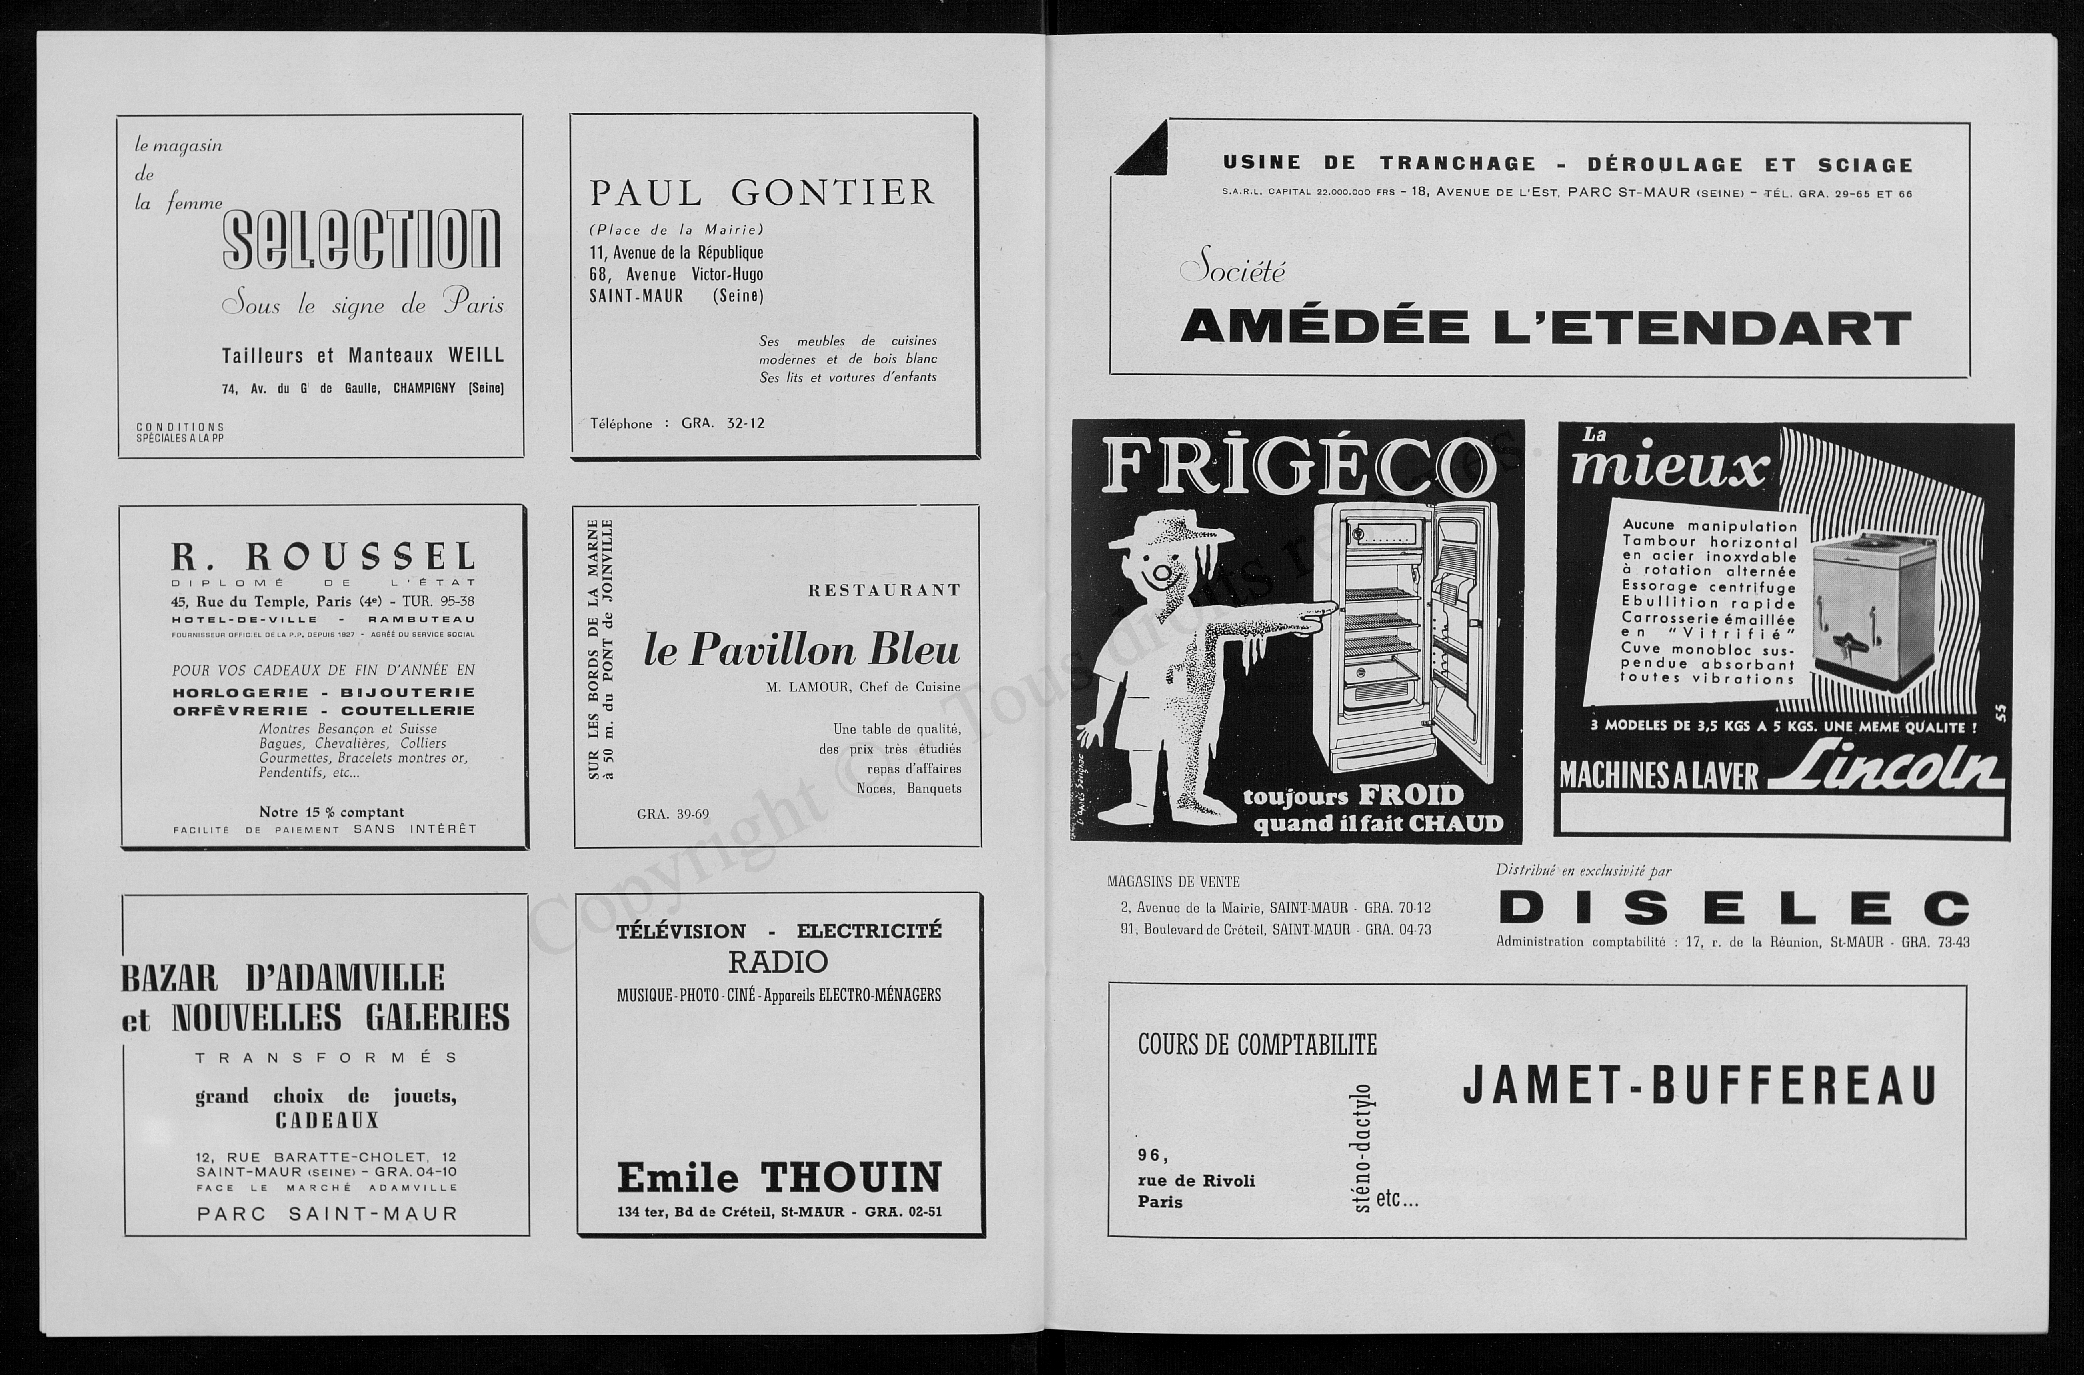 le magasin
de
la femme
SELECTION
Sous le signe de Paris
Tailleurs et Manteaux WEILL
74, Av. du Gl de Gaulle, CHAMPIGNY (Seine)
CONDITIONS
SPÉCIALES A LA PP
PAUL GONTIER
(Place de la Mairie)
11, Avenue de la République
68, Avenue Victor-Hugo
SAINT-MAUR (Seine)
Ses meubles de cuisines
modernes et de bois blanc
Ses lits et voitures d'enfants
Téléphone : GRA. 32-12
R. ROUSSEL
DIPLOMÉ DE L'ÉTAT
45, Rue du Temple, Paris (4e) - TUR. 95-38
HOTEL-DE-VILLE - RAMBUTEAU
FOURNISSEUR OFFICIEL DE LA P.P. DEPUIS 1927 - AGRÉÉ DU SERVICE SOCIAL
POUR VOS CADEAUX DE FIN D'ANNÉE EN
HORLOGERIE - BIJOUTERIE
ORFÈVRERIE - COUTELLERIE
Montres Besançon et Suisse
Bagues, Chevalières, Colliers
Gourmettes, Bracelets montres or,
Pendentifs, etc...
Notre 15 % comptant
FACILITÉ DE PAIEMENT SANS INTÉRÊT
SUR LES BORDS DE LA MARNE
à 50 m. du PONT de JOINVILLE
RESTAURANT
le Pavillon Bleu
M. LAMOUR, Chef de Cuisine
Une table de qualité,
des prix très étudiés
repas d'affaires
Noces, Banquets
GRA. 39-69
BAZAR D'ADAMVILLE
et NOUVELLES GALERIES
TRANSFORMÉS
grand choix de jouets,
CADEAUX
12, RUE BARATTE-CHOLET, 12
SAINT-MAUR (SEINE) - GRA. 04-10
FACE LE MARCHÉ ADAMVILLE
PARC SAINT-MAUR
TÉLÉVISION - ELECTRICITÉ
RADIO
MUSIQUE-PHOTO-CINÉ-Appareils ELECTRO-MÉNAGERS
Emile THOUIN
134 ter, Bd de Créteil, St-MAUR - GRA. 02-51
USINE DE TRANCHAGE - DÉROULAGE ET SCIAGE
S.A.R.L. CAPITAL 22.000.000 FRS - 18, AVENUE DE L'EST, PARC ST-MAUR (SEINE) - TÉL. GRA. 29-65 ET 66
Société
AMÉDÉE L'ETENDART
FRIGÉCO
toujours FROID
quand il fait CHAUD
D'après Savignac
La
mieux
Aucune manipulation
Tambour horizontal
en acier inoxydable
à rotation alternée
Essorage centrifuge
Ebullition rapide
Carrosserie émaillée
en "Vitrifié"
Cuve monobloc sus-
pendue absorbant
toutes vibrations
55
3 MODELES DE 3,5 KGS A 5 KGS. UNE MEME QUALITE !
MACHINES A LAVER Lincoln
MAGASINS DE VENTE
2, Avenue de la Mairie, SAINT-MAUR - GRA. 70-12
91, Boulevard de Créteil, SAINT-MAUR - GRA. 04-73
Distribué en exclusivité par
DISELEC
Administration comptabilité : 17, r. de la Réunion, St-MAUR - GRA. 73-43
COURS DE COMPTABILITE
sténo-dactylo
etc...
JAMET-BUFFEREAU
96,
rue de Rivoli
Paris
Copyright © - Tous droits réservés.